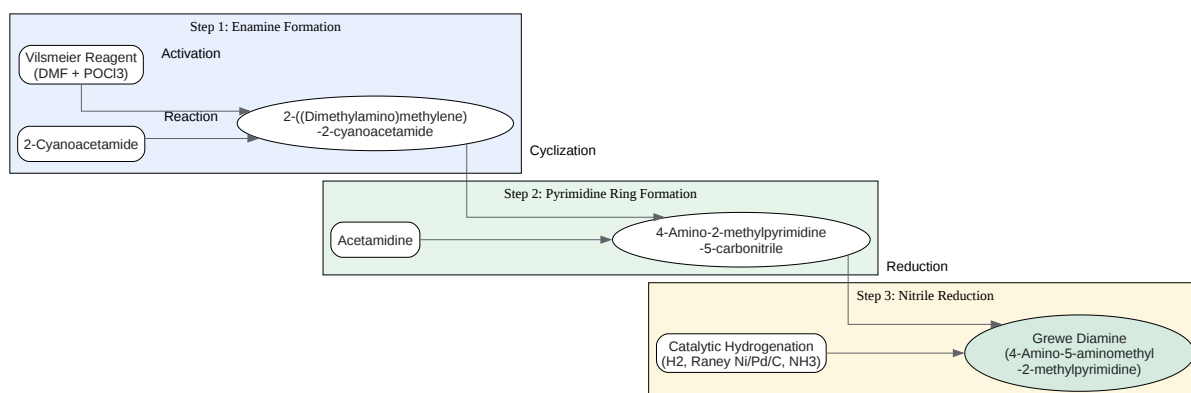 Step 1: Enamine Formation
Vilsmeier Reagent
(DMF + POCl3)
Activation
Reaction
2-Cyanoacetamide
2-((Dimethylamino)methylene)
-2-cyanoacetamide
Cyclization
Step 2: Pyrimidine Ring Formation
Acetamidine
4-Amino-2-methylpyrimidine
-5-carbonitrile
Reduction
Step 3: Nitrile Reduction
Catalytic Hydrogenation
(H2, Raney Ni/Pd/C, NH3)
Grewe Diamine
(4-Amino-5-aminomethyl
-2-methylpyrimidine)